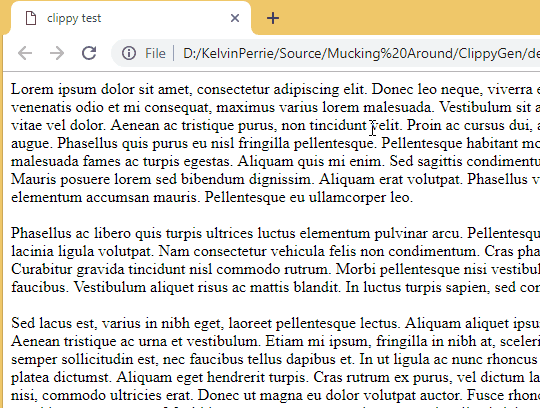 clippy test
File D:/KelvinPerrie/Source/Mucking%20Around/ClippyGen/de
Lorem ipsum dolor sit amet, consectetur adipiscing elit. Donec leo neque, viverra
venenatis odio et mi consequat, maximus varius lorem malesuada. Vestibulum sit a
vitae vel dolor. Aenean ac tristique purus, non tincidunt velit. Proin ac cursus dui, a
augue. Phasellus quis purus eu nisl fringilla pellentesque. Pellentesque habitant mo
malesuada fames ac turpis egestas. Aliquam quis mi enim. Sed sagittis condimentu
Mauris posuere lorem sed bibendum dignissim. Aliquam erat volutpat. Phasellus v
elementum accumsan mauris. Pellentesque eu ullamcorper leo.
Phasellus ac libero quis turpis ultrices luctus elementum pulvinar arcu. Pellentesqu
lacinia ligula volutpat. Nam consectetur vehicula felis non condimentum. Cras pha
Curabitur gravida tincidunt nisl commodo rutrum. Morbi pellentesque nisi vestibul
faucibus. Vestibulum aliquet risus ac mattis blandit. In luctus turpis sapien, sed con
Sed lacus est, varius in nibh eget, laoreet pellentesque lectus. Aliquam aliquet ipsu
Aenean tristique ac urna et vestibulum. Etiam mi ipsum, fringilla in nibh at, sceleri
semper sollicitudin est, nec faucibus tellus dapibus et. In ut ligula ac nunc rhoncus
platea dictumst. Aliquam eget hendrerit turpis. Cras rutrum ex purus, vel dictum la
nisi, commodo ultricies erat. Donec ut magna eu dolor volutpat auctor. Fusce rhonc